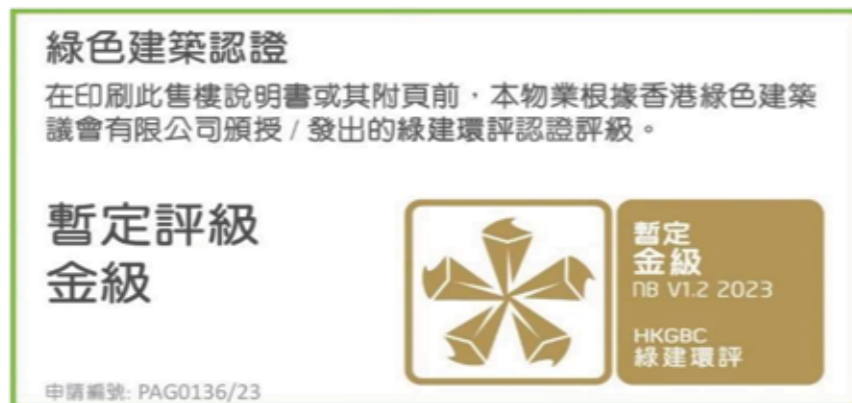 綠色建築認證
在印刷此售樓說明書或其附頁前，本物業根據香港綠色建築
議會有限公司頒授 / 發出的綠建環評認證評級。
暫定評級
金級
暫定
金級
NB V1.2 2023
HKGBC
綠建環評
申請編號: PAG0136/23